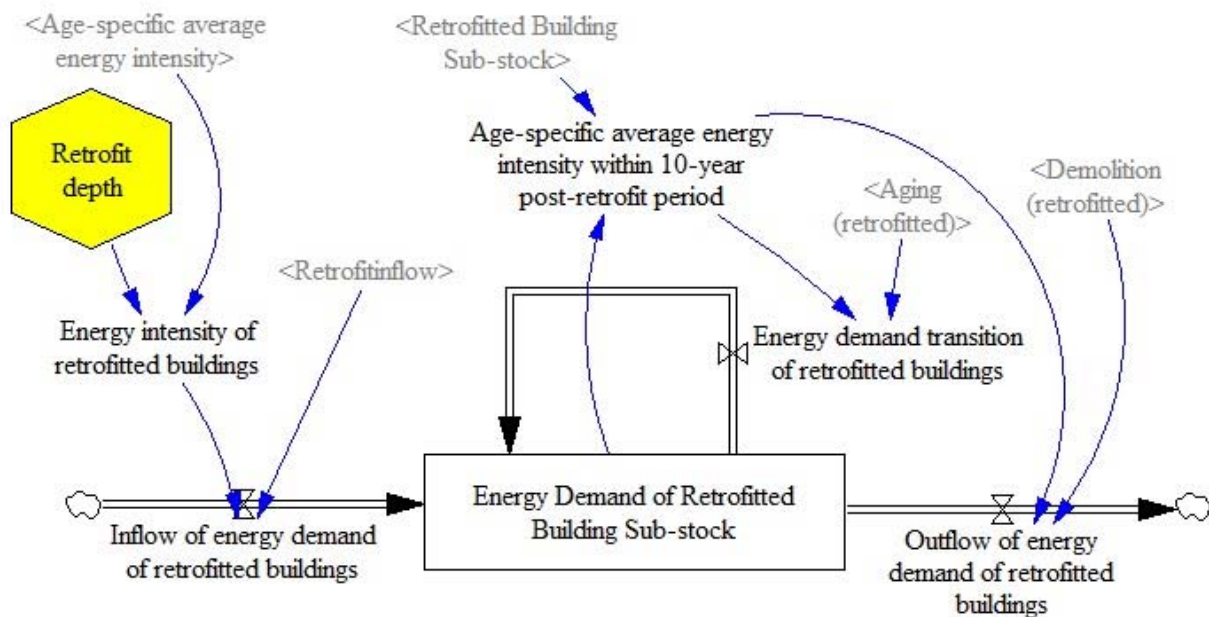 <Age-specific average
energy intensity>
<Retrofitted Building
Sub-stock>
Retrofit
depth
Age-specific average energy
intensity within 10-year
post-retrofit period
<Aging
(retrofitted)>
<Demolition
(retrofitted)>
<Retrofitinflow>
Energy intensity of
retrofitted buildings
Energy demand transition
of retrofitted buildings
Energy Demand of Retrofitted
Building Sub-stock
Inflow of energy demand
of retrofitted buildings
Outflow of energy
demand of retrofitted
buildings